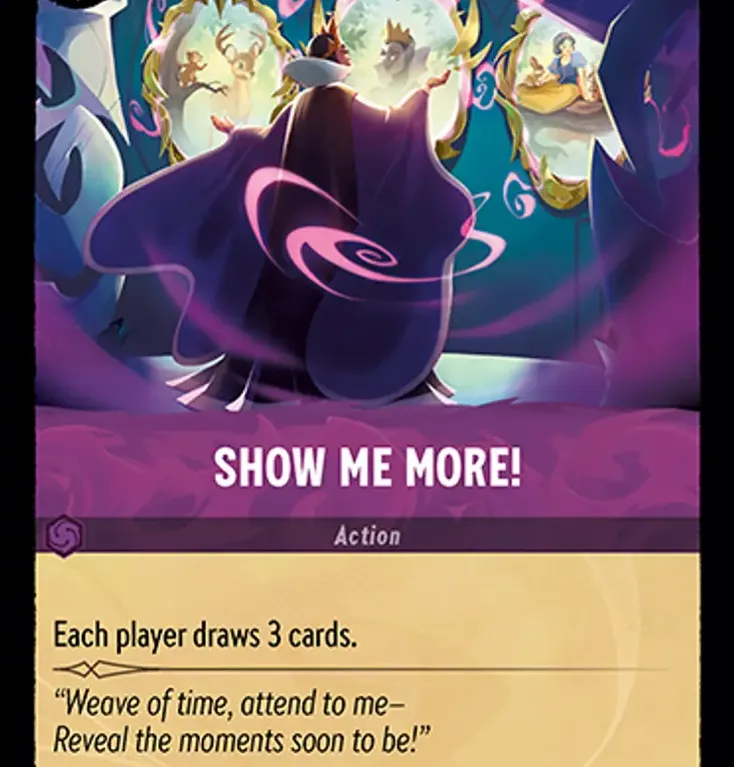 SHOW ME MORE!
Action
Each player draws 3 cards.
“Weave of time, attend to me–
Reveal the moments soon to be!”